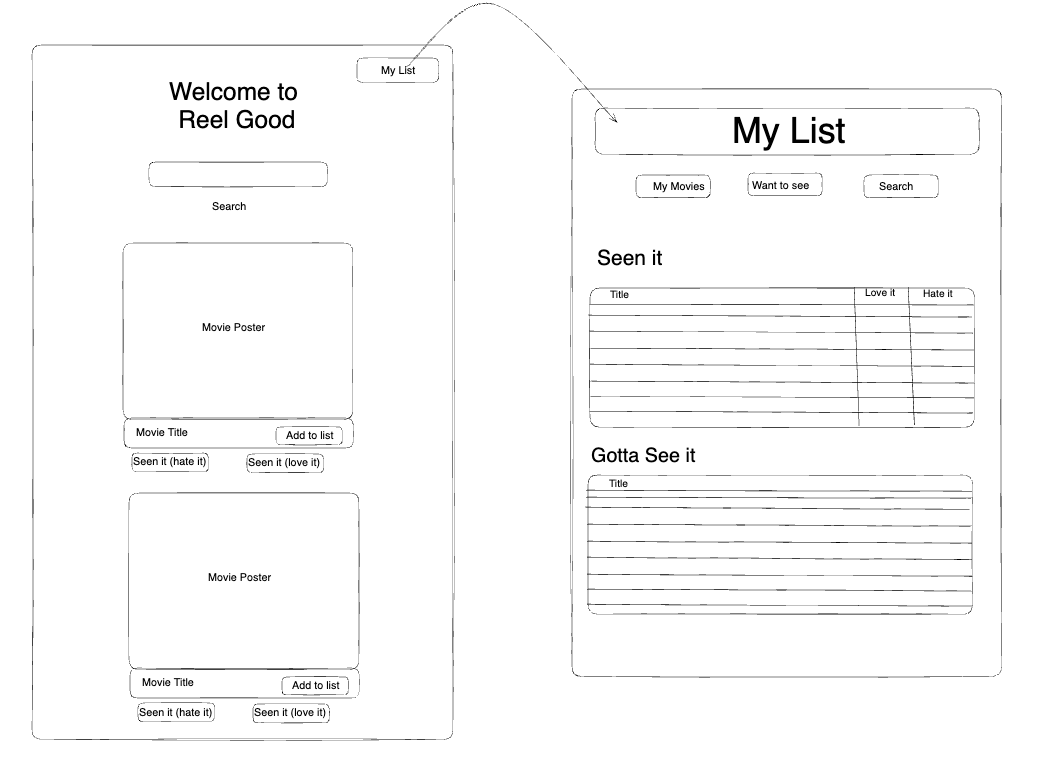 My List
Welcome to
Reel Good
Search
Movie Poster
Movie Title
Add to list
Seen it (hate it)
Seen it (love it)
Movie Poster
Movie Title
Add to list
Seen it (hate it)
Seen it (love it)
My List
My Movies
Want to see
Search
Seen it
Title
Love it
Hate it
Gotta See it
Title